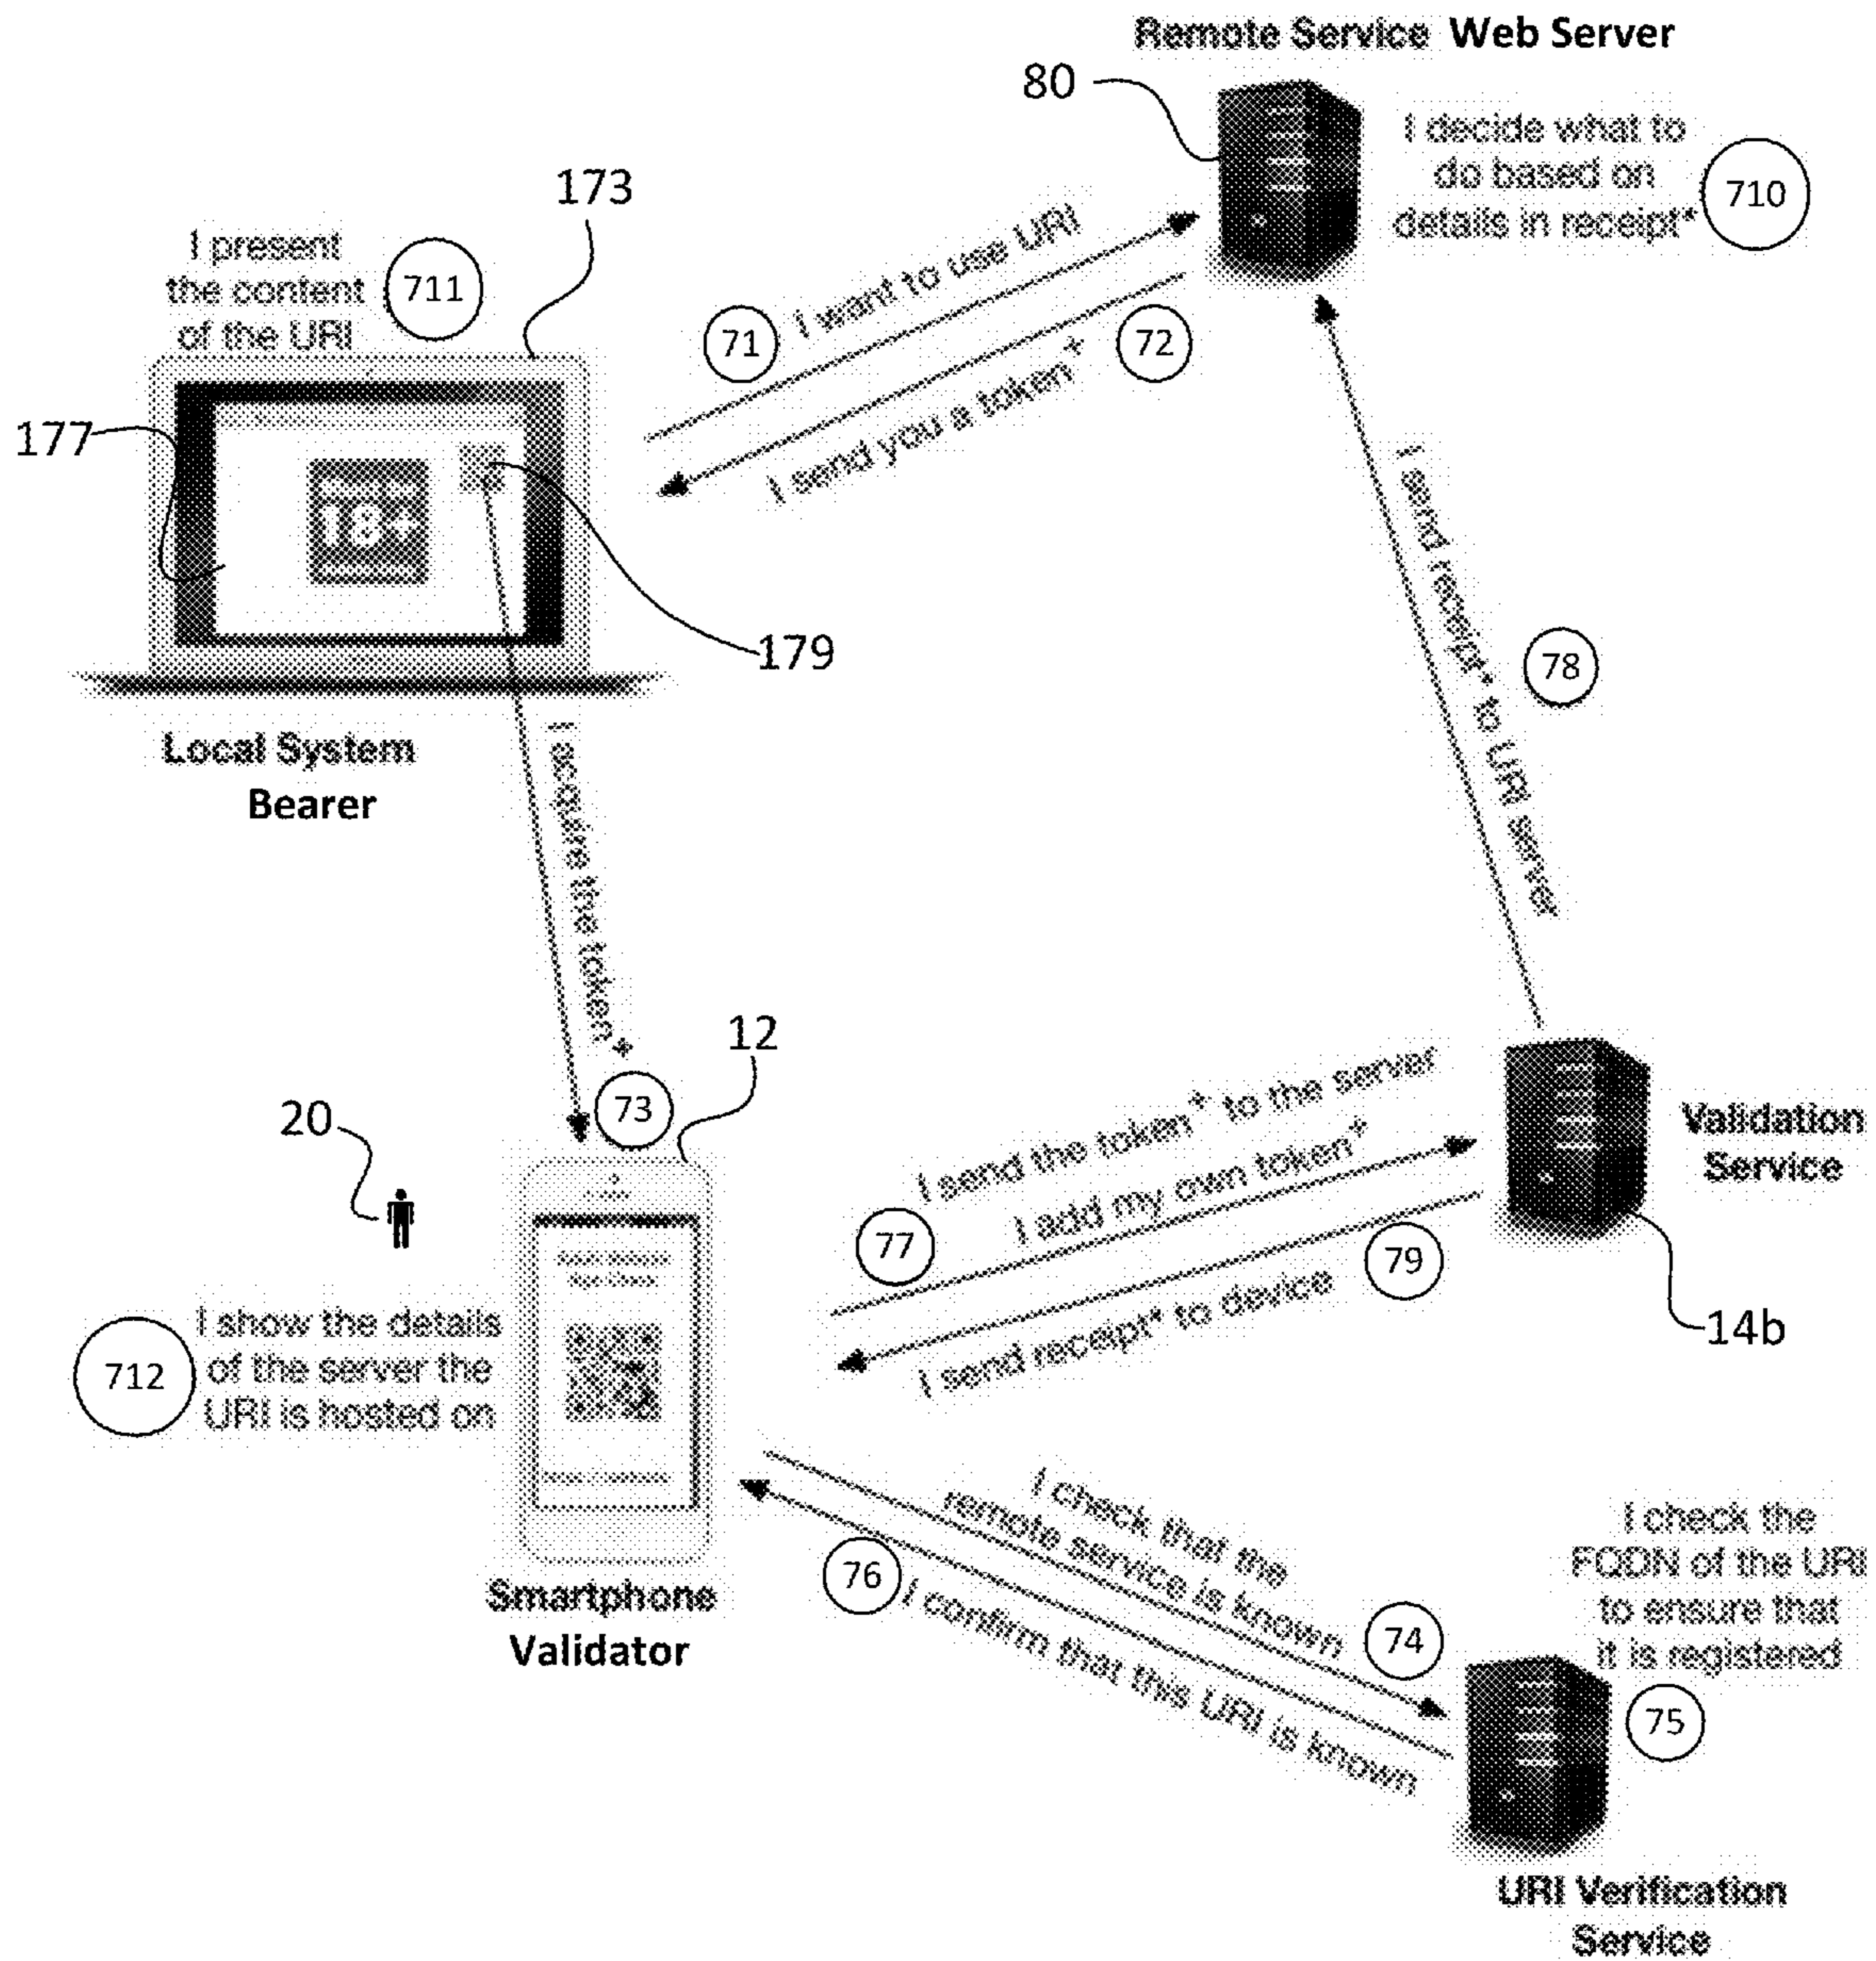 Remote Service Web Server
80
I decide what to
do based on
details in receipt*
710
173
I present
the content
of the URI
711
71
I want to use URI
72
I send you a token+
177
18+
179
78
I send receipt* to URI server
Local System
Bearer
I acquire the token+
73
12
20
I send the token+ to the server
I add my own token+
77
79
I send receipt* to device
Validation
Service
14b
712
I show the details
of the server the
URI is hosted on
Smartphone
Validator
I check that the
remote service is known
74
76
I confirm that this URI is known
I check the
FQDN of the URI
to ensure that
it is registered
75
URI Verification
Service